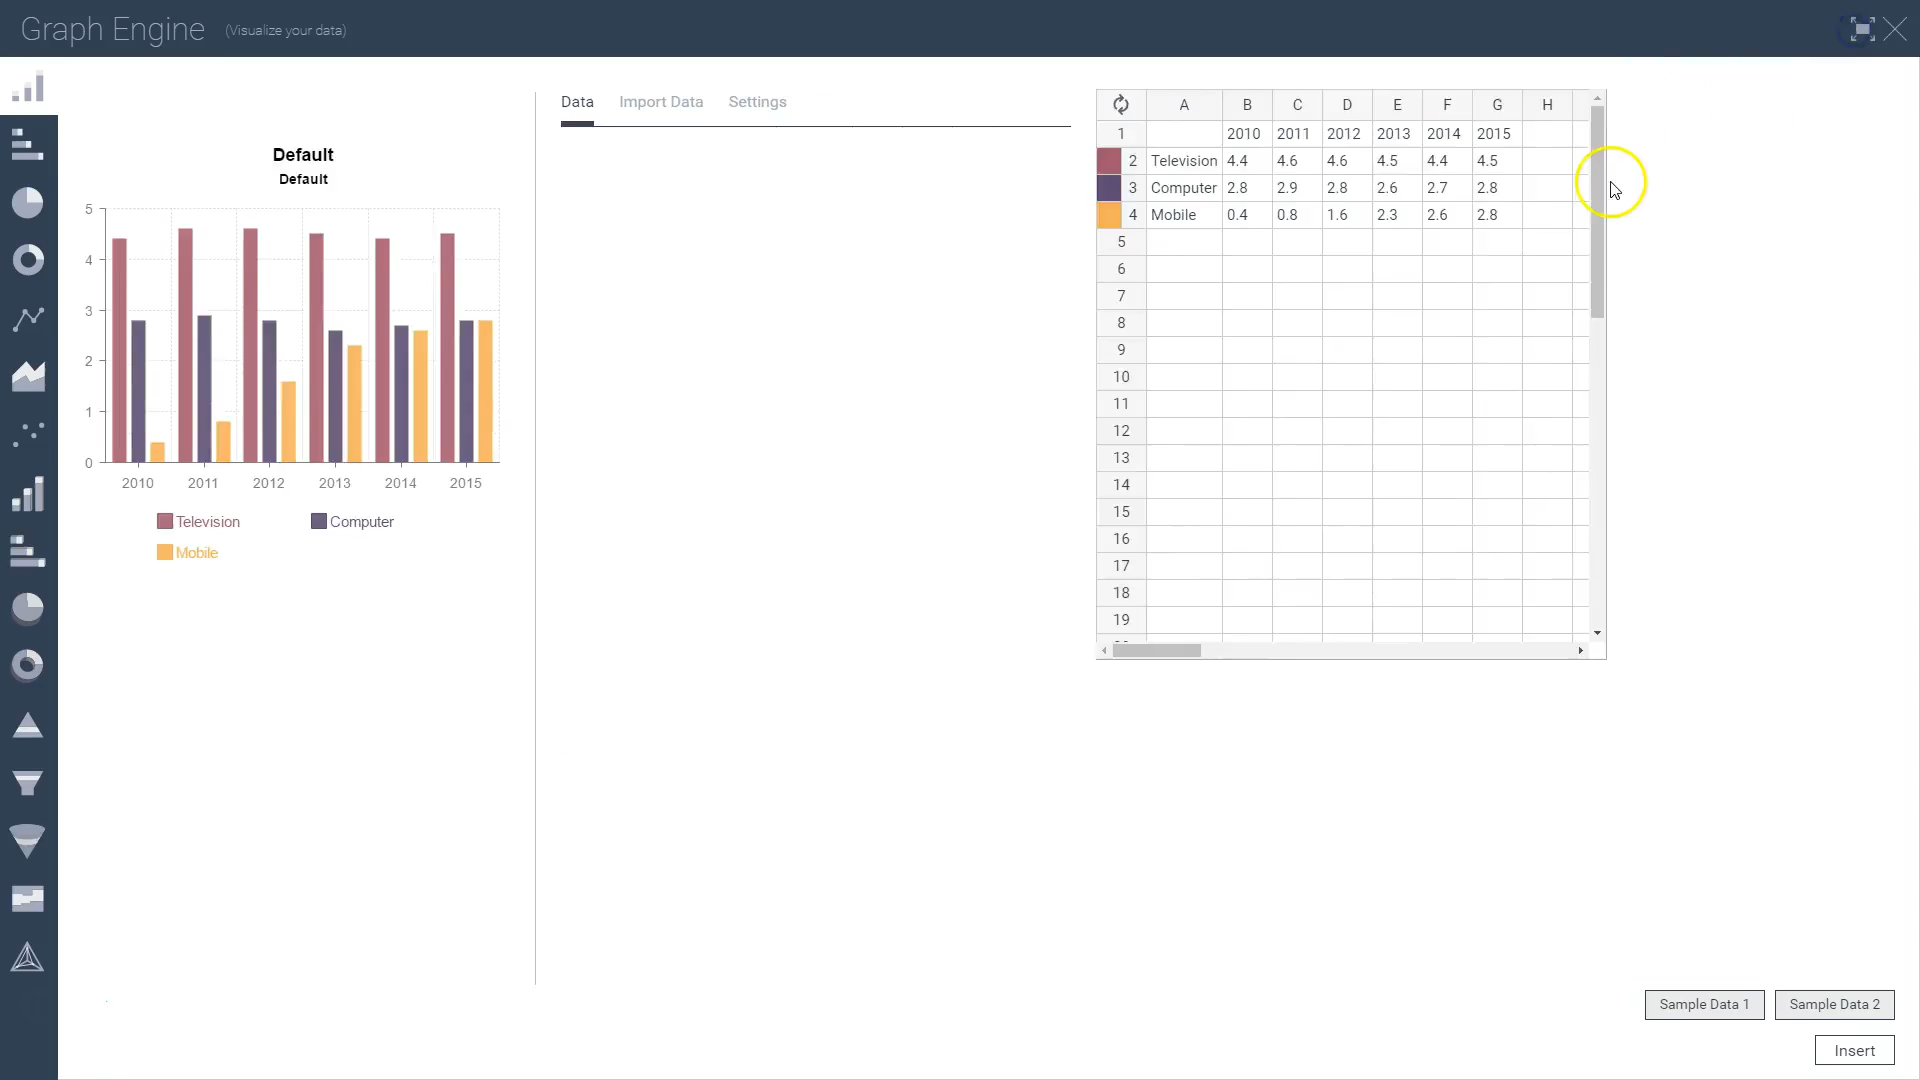 Graph Engine (Visualize your data)
Default
Default
5
4
3
2
1
0
2010 2011 2012 2013 2014 2015
Television Computer
Mobile
Data Import Data Settings
A B C D E F G H
1 2010 2011 2012 2013 2014 2015
2 Television 4.4 4.6 4.6 4.5 4.4 4.5
3 Computer 2.8 2.9 2.8 2.6 2.7 2.8
4 Mobile 0.4 0.8 1.6 2.3 2.6 2.8
5
6
7
8
9
10
11
12
13
14
15
16
17
18
19
Sample Data 1 Sample Data 2
Insert